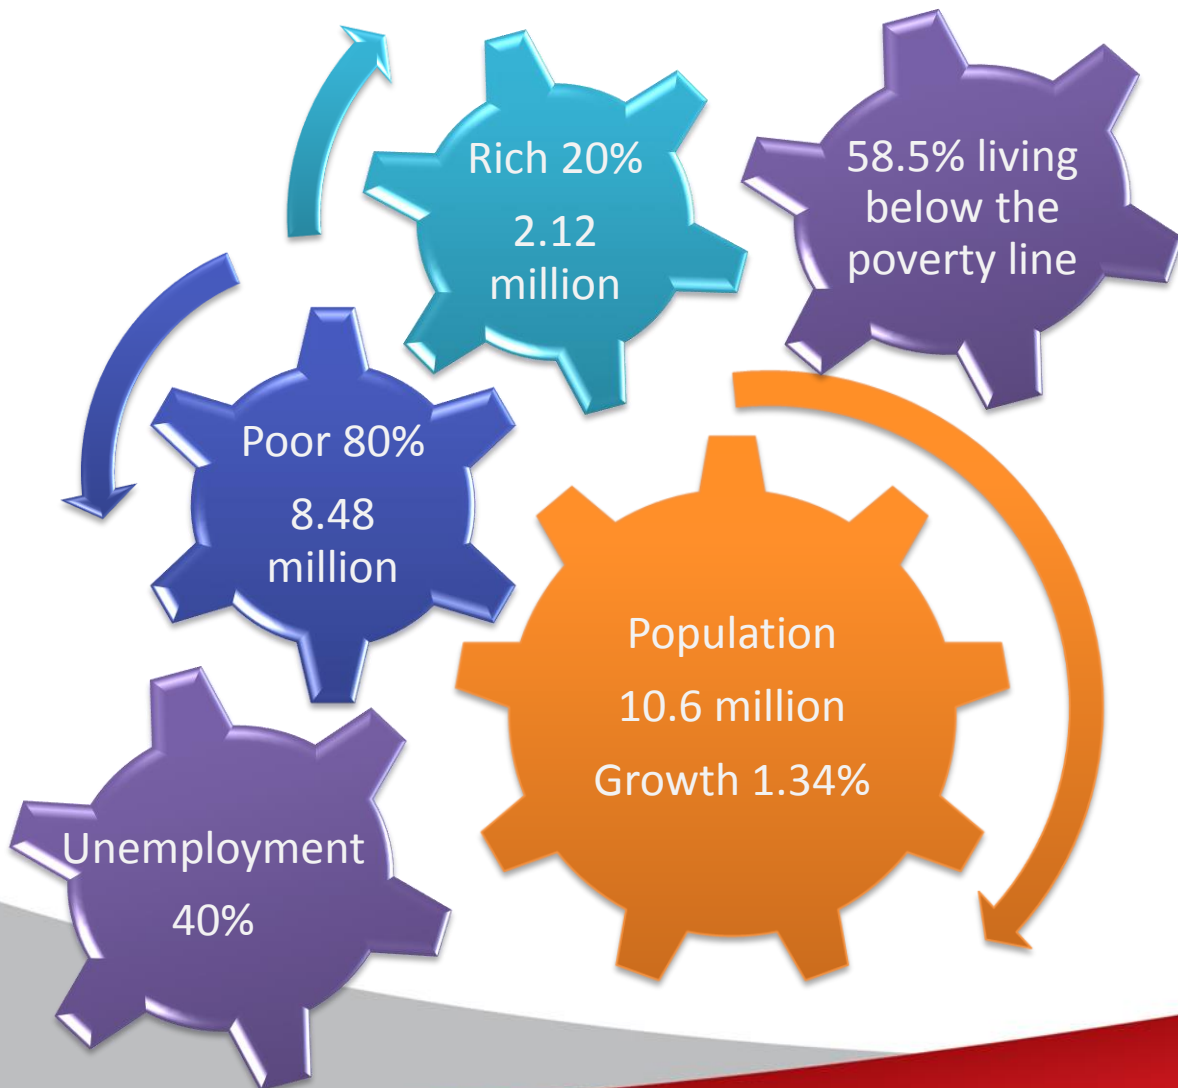 Rich 20%
2.12
million
58.5% living
below the
poverty line
Poor 80%
8.48
million
Population
10.6 million
Growth 1.34%
Unemployment
40%